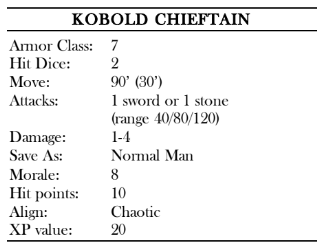 KOBOLD CHIEFTAIN
Armor Class: 7
Hit Dice: 2
Move: 90' (30')
Attacks: 1 sword or 1 stone
(range 40/80/120)
Damage: 1-4
Save As: Normal Man
Morale: 8
Hit points: 10
Align: Chaotic
XP value: 20